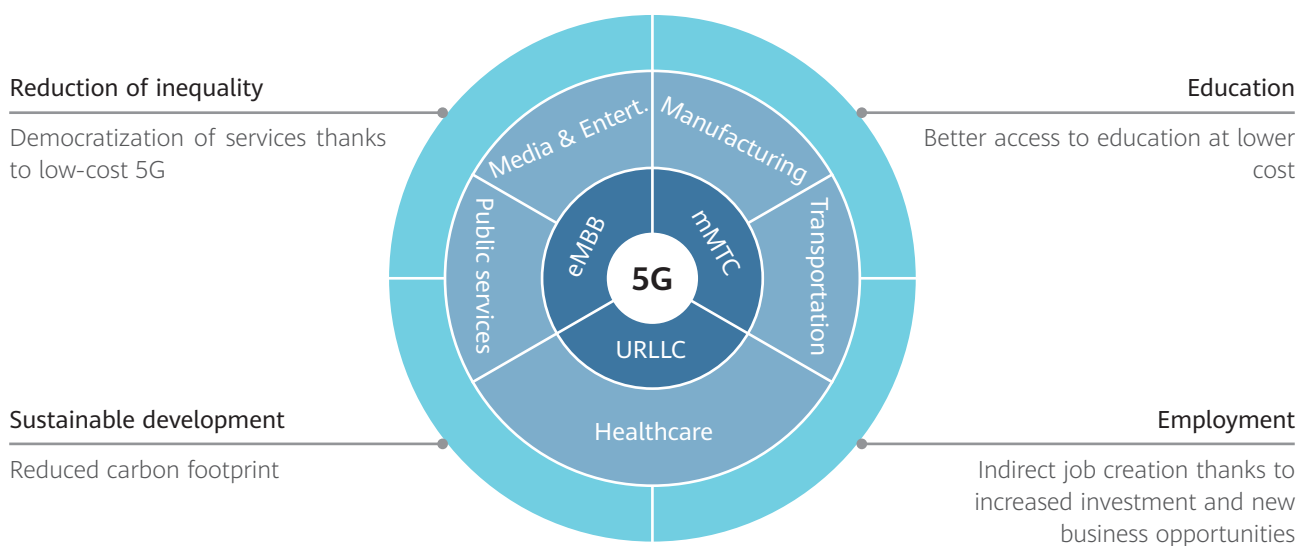 Reduction of inequality
Democratization of services thanks
to low-cost 5G
Education
Better access to education at lower
cost
Media & Entert.
Manufacturing
Public services
Transportation
eMBB
mMTC
5G
URLLC
Healthcare
Sustainable development
Reduced carbon footprint
Employment
Indirect job creation thanks to
increased investment and new
business opportunities